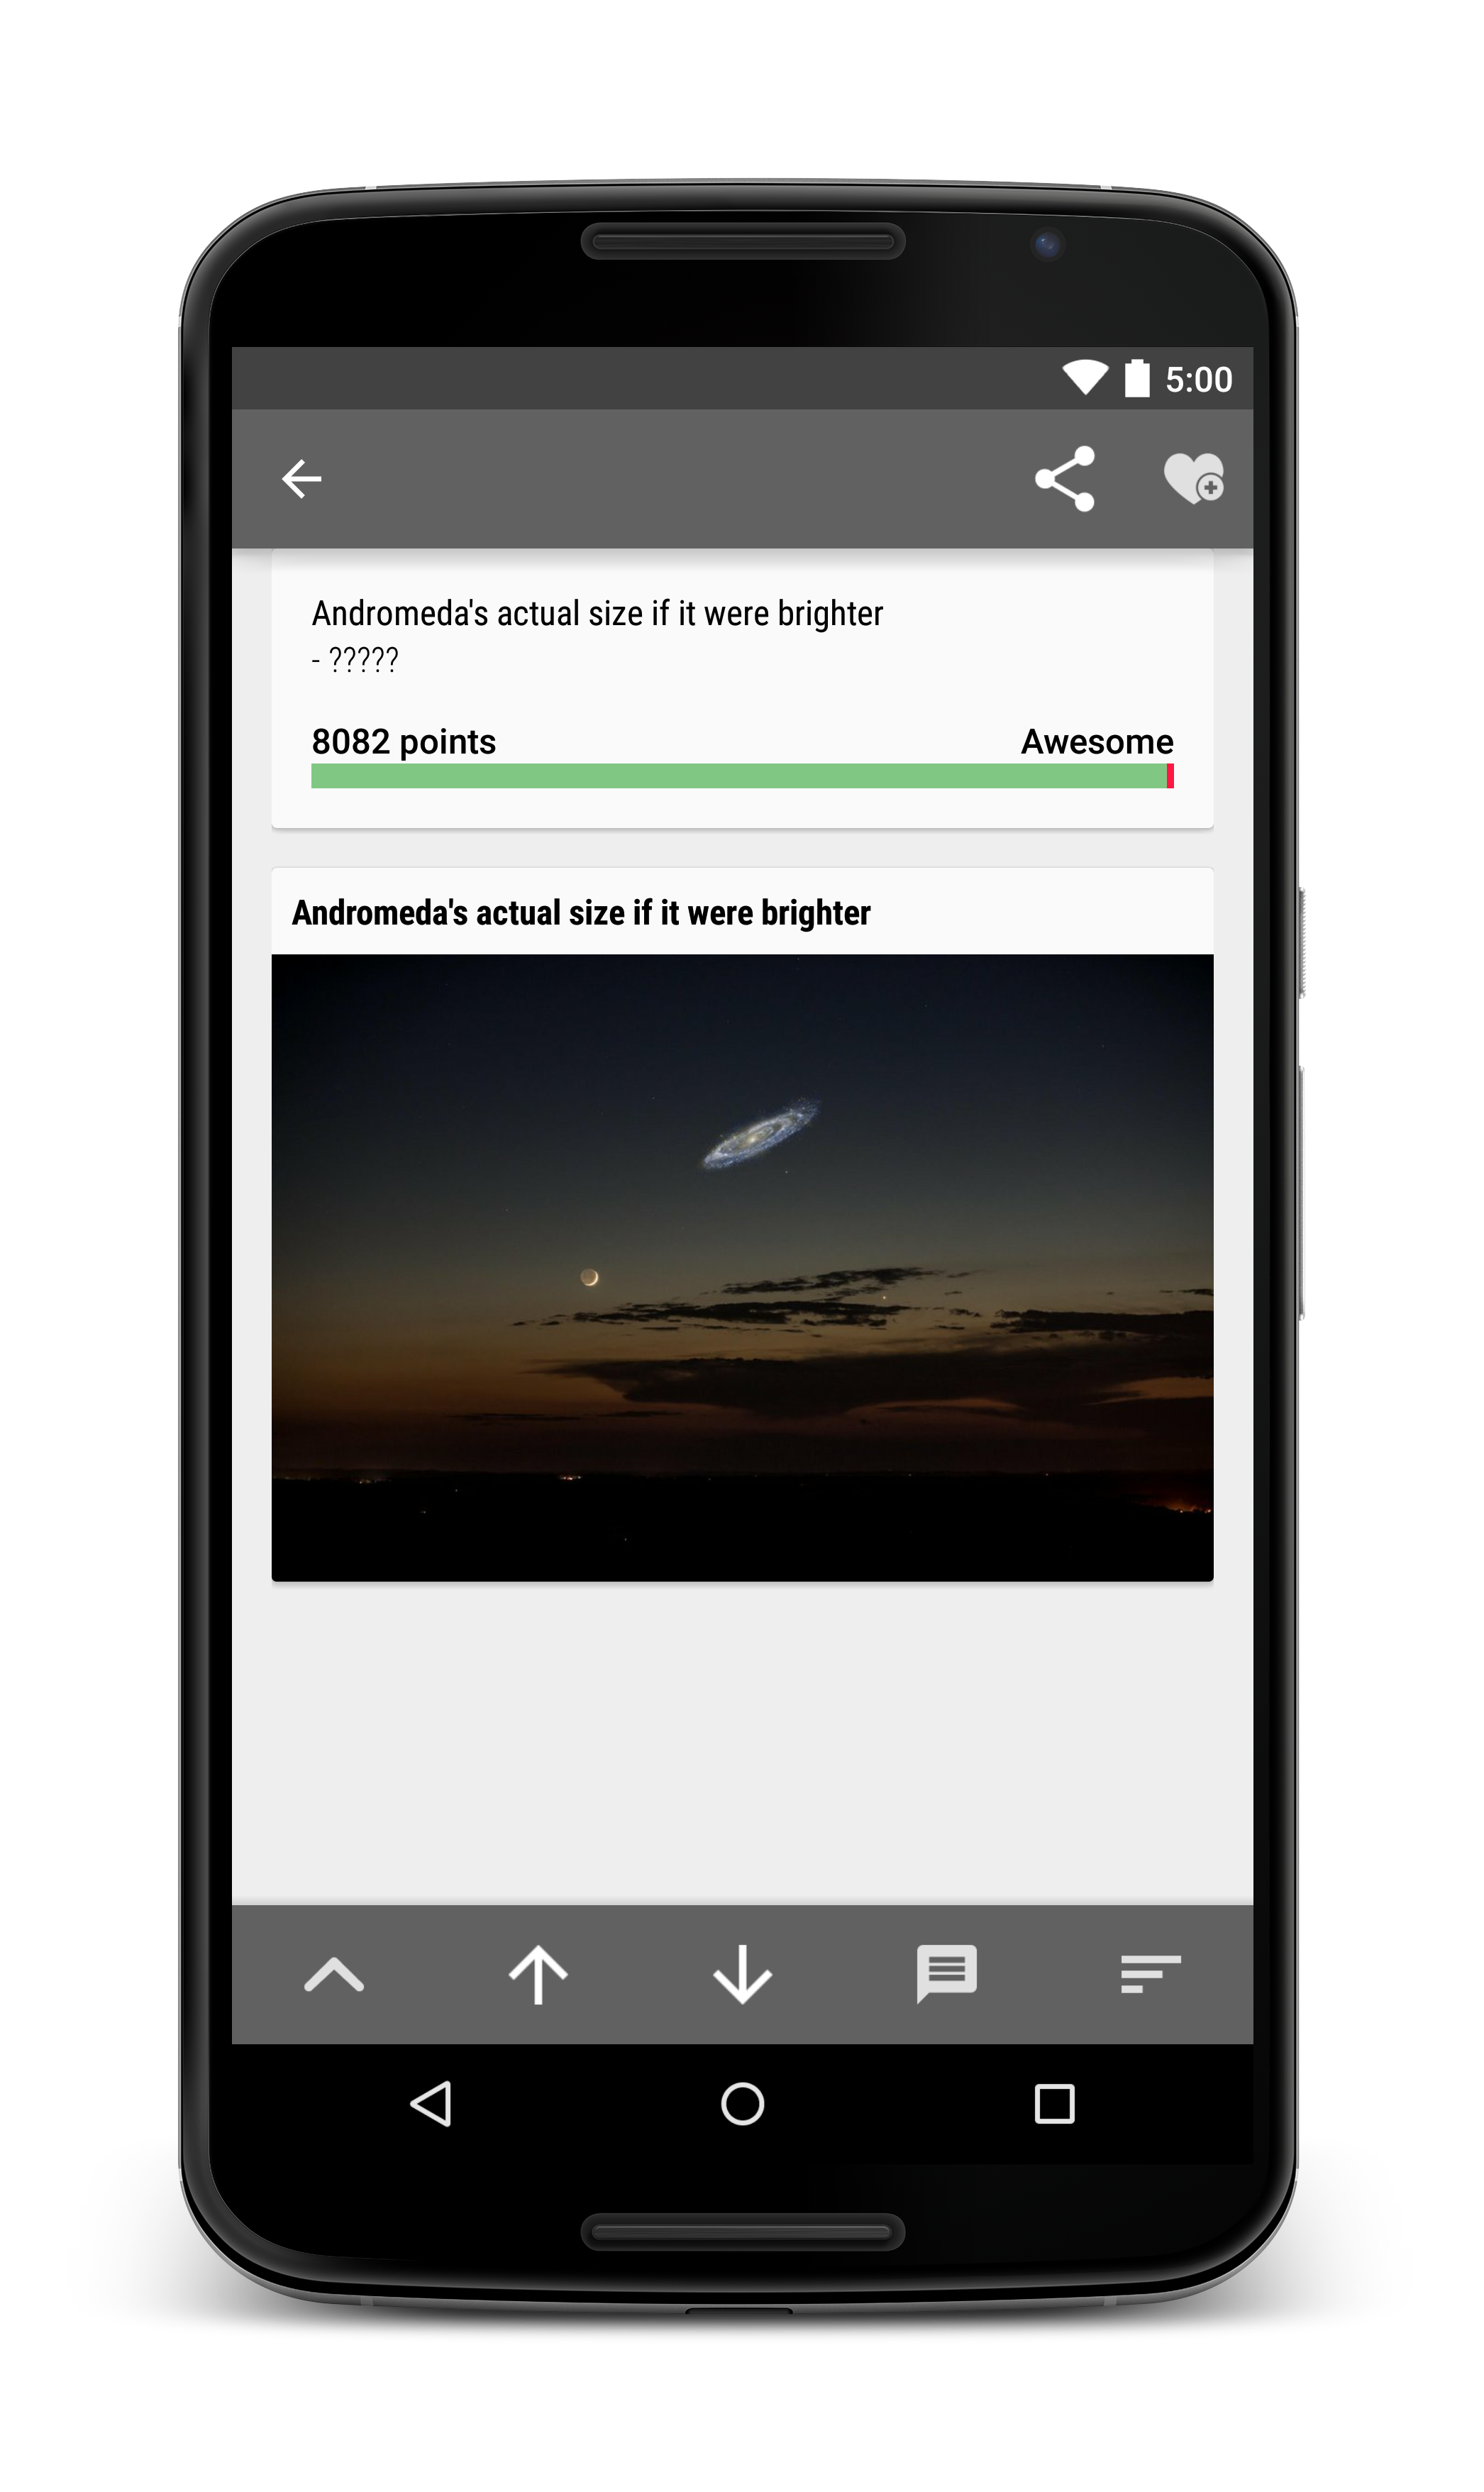 5:00
Andromeda's actual size if it were brighter
- ?????
8082 points Awesome
Andromeda's actual size if it were brighter